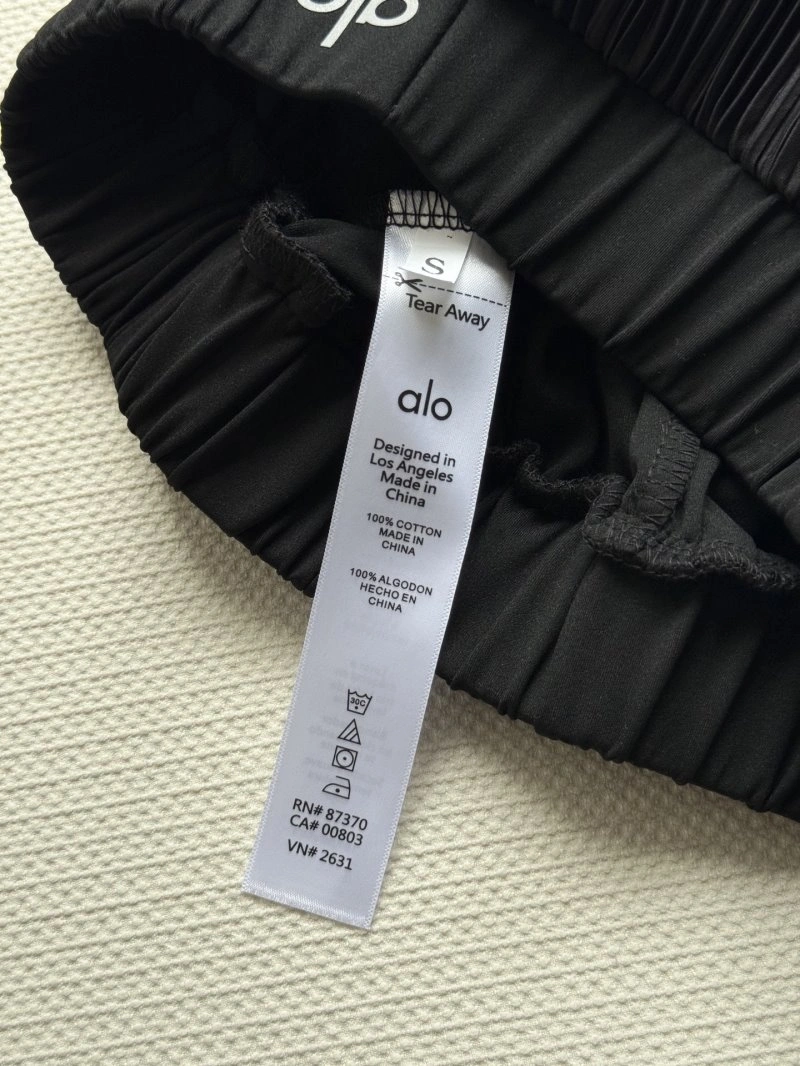 alo
S
Tear Away
alo
Designed in
Los Angeles
Made in
China
100% COTTON
MADE IN
CHINA
100% ALGODON
HECHO EN
CHINA
30C
RN# 87370
CA# 00803
VN# 2631